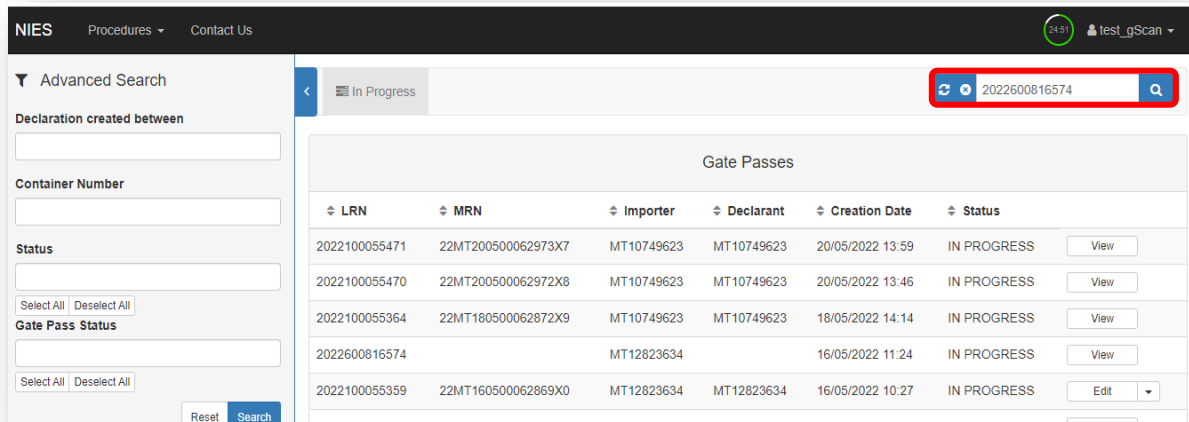 NIES Procedures Contact Us 24:51 test_gScan
Advanced Search
Declaration created between
Container Number
Status
Select All Deselect All
Gate Pass Status
Select All Deselect All
Reset Search
In Progress 2022600816574
Gate Passes
LRN MRN Importer Declarant Creation Date Status
2022100055471 22MT200500062973X7 MT10749623 MT10749623 20/05/2022 13:59 IN PROGRESS View
2022100055470 22MT200500062972X8 MT10749623 MT10749623 20/05/2022 13:46 IN PROGRESS View
2022100055364 22MT180500062872X9 MT10749623 MT10749623 18/05/2022 14:14 IN PROGRESS View
2022600816574 MT12823634 16/05/2022 11:24 IN PROGRESS View
2022100055359 22MT160500062869X0 MT12823634 MT12823634 16/05/2022 10:27 IN PROGRESS Edit